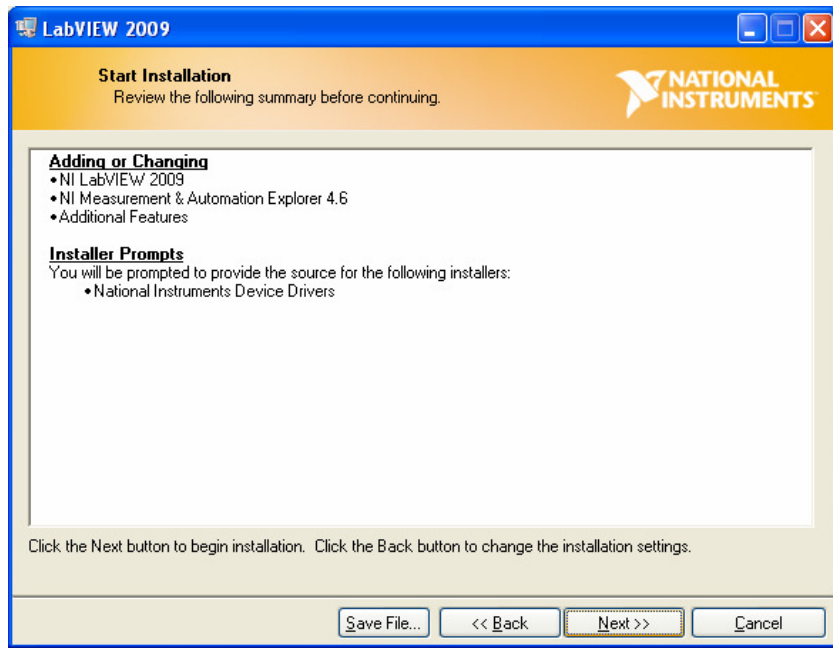 LabVIEW 2009
Start Installation
Review the following summary before continuing.
NATIONAL
INSTRUMENTS
Adding or Changing
•NI LabVIEW 2009
•NI Measurement & Automation Explorer 4.6
•Additional Features
Installer Prompts
You will be prompted to provide the source for the following installers:
•National Instruments Device Drivers
Click the Next button to begin installation.  Click the Back button to change the installation settings.
Save File...
<< Back
Next >>
Cancel